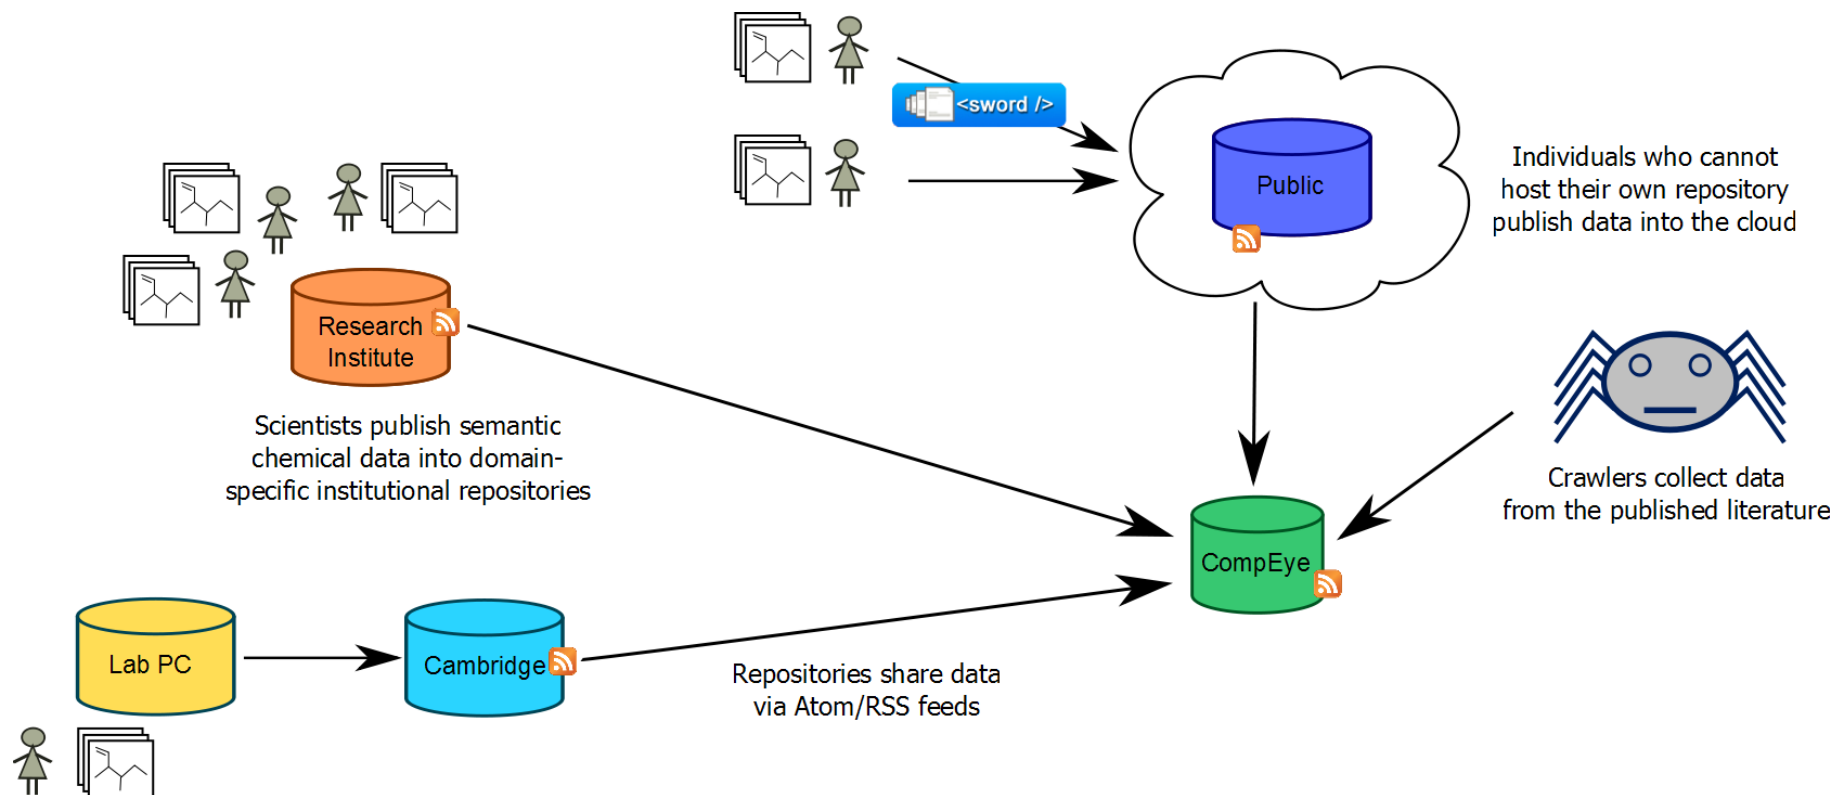 <sword />
Public
Individuals who cannot
host their own repository
publish data into the cloud
Research
Institute
Scientists publish semantic
chemical data into domain-
specific institutional repositories
Crawlers collect data
from the published literature
CompEye
Lab PC
Cambridge
Repositories share data
via Atom/RSS feeds